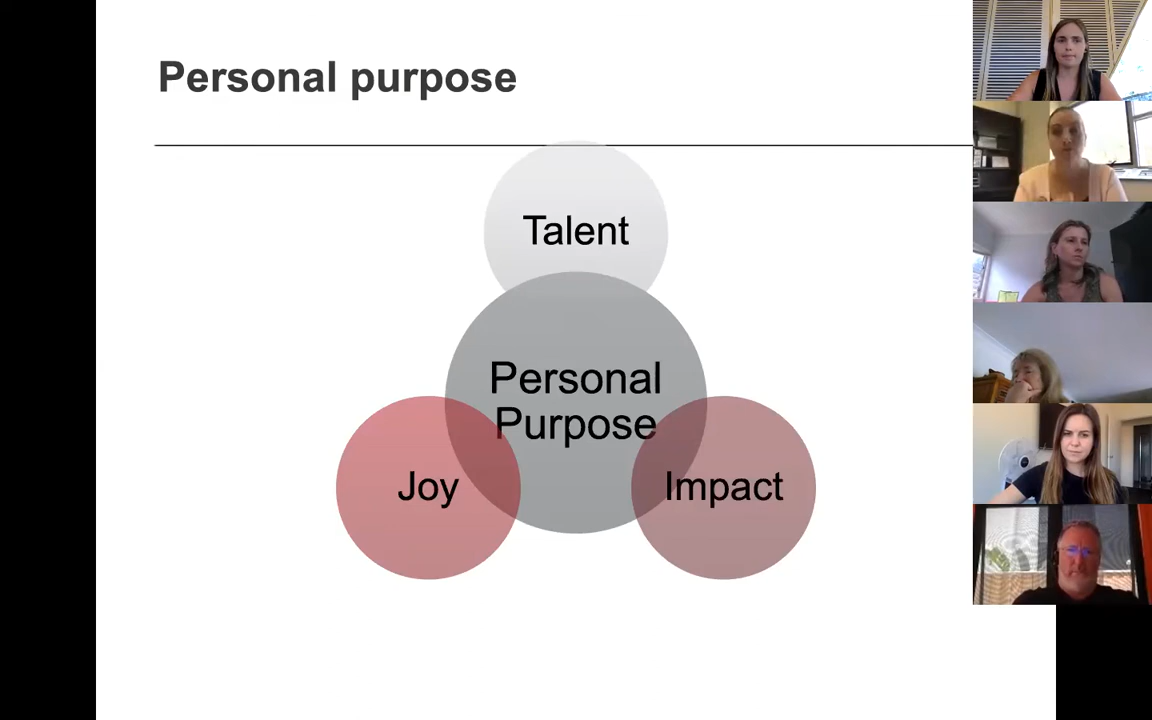 Personal purpose
Talent
Personal
Purpose
Joy
Impact